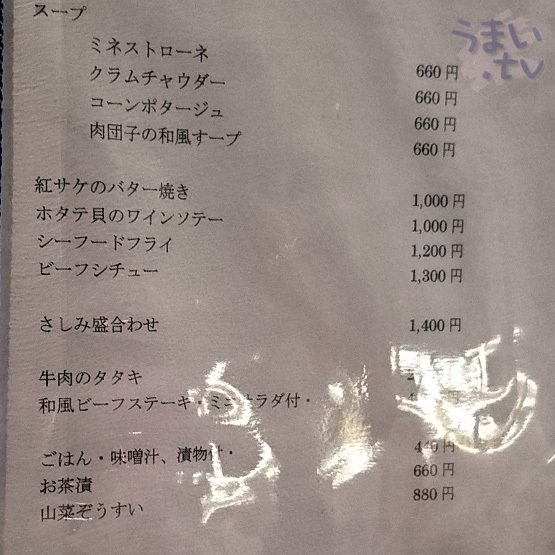 スープ
ミネストローネ 660円
クラムチャウダー 660円
コーンポタージュ 660円
肉団子の和風すープ 660円
紅サケのバター焼き 1,000円
ホタテ貝のワインソテー 1,000円
シーフードフライ 1,200円
ビーフシチュー 1,300円
さしみ盛合わせ 1,400円
牛肉のタタキ
和風ビーフステーキ・ミニサラダ付・
ごはん・味噌汁、漬物付・
お茶漬 660円
山菜ぞうすい 880円
うまい
.tv